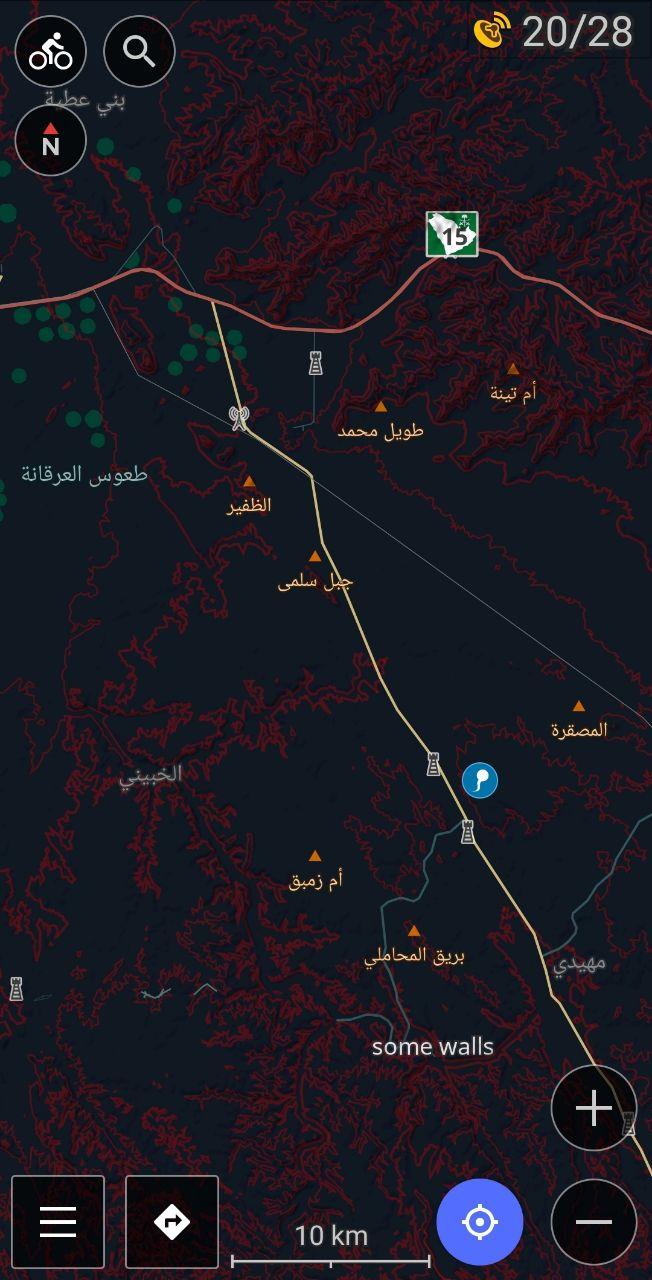 20/28
بني عطية
N
15
أم تينة
طويل محمد
طعوس العرقانة
الظفير
جبل سلمى
المصقرة
الخبيني
أم زمبق
بريق المحاملي
مهيدي
some walls
10 km